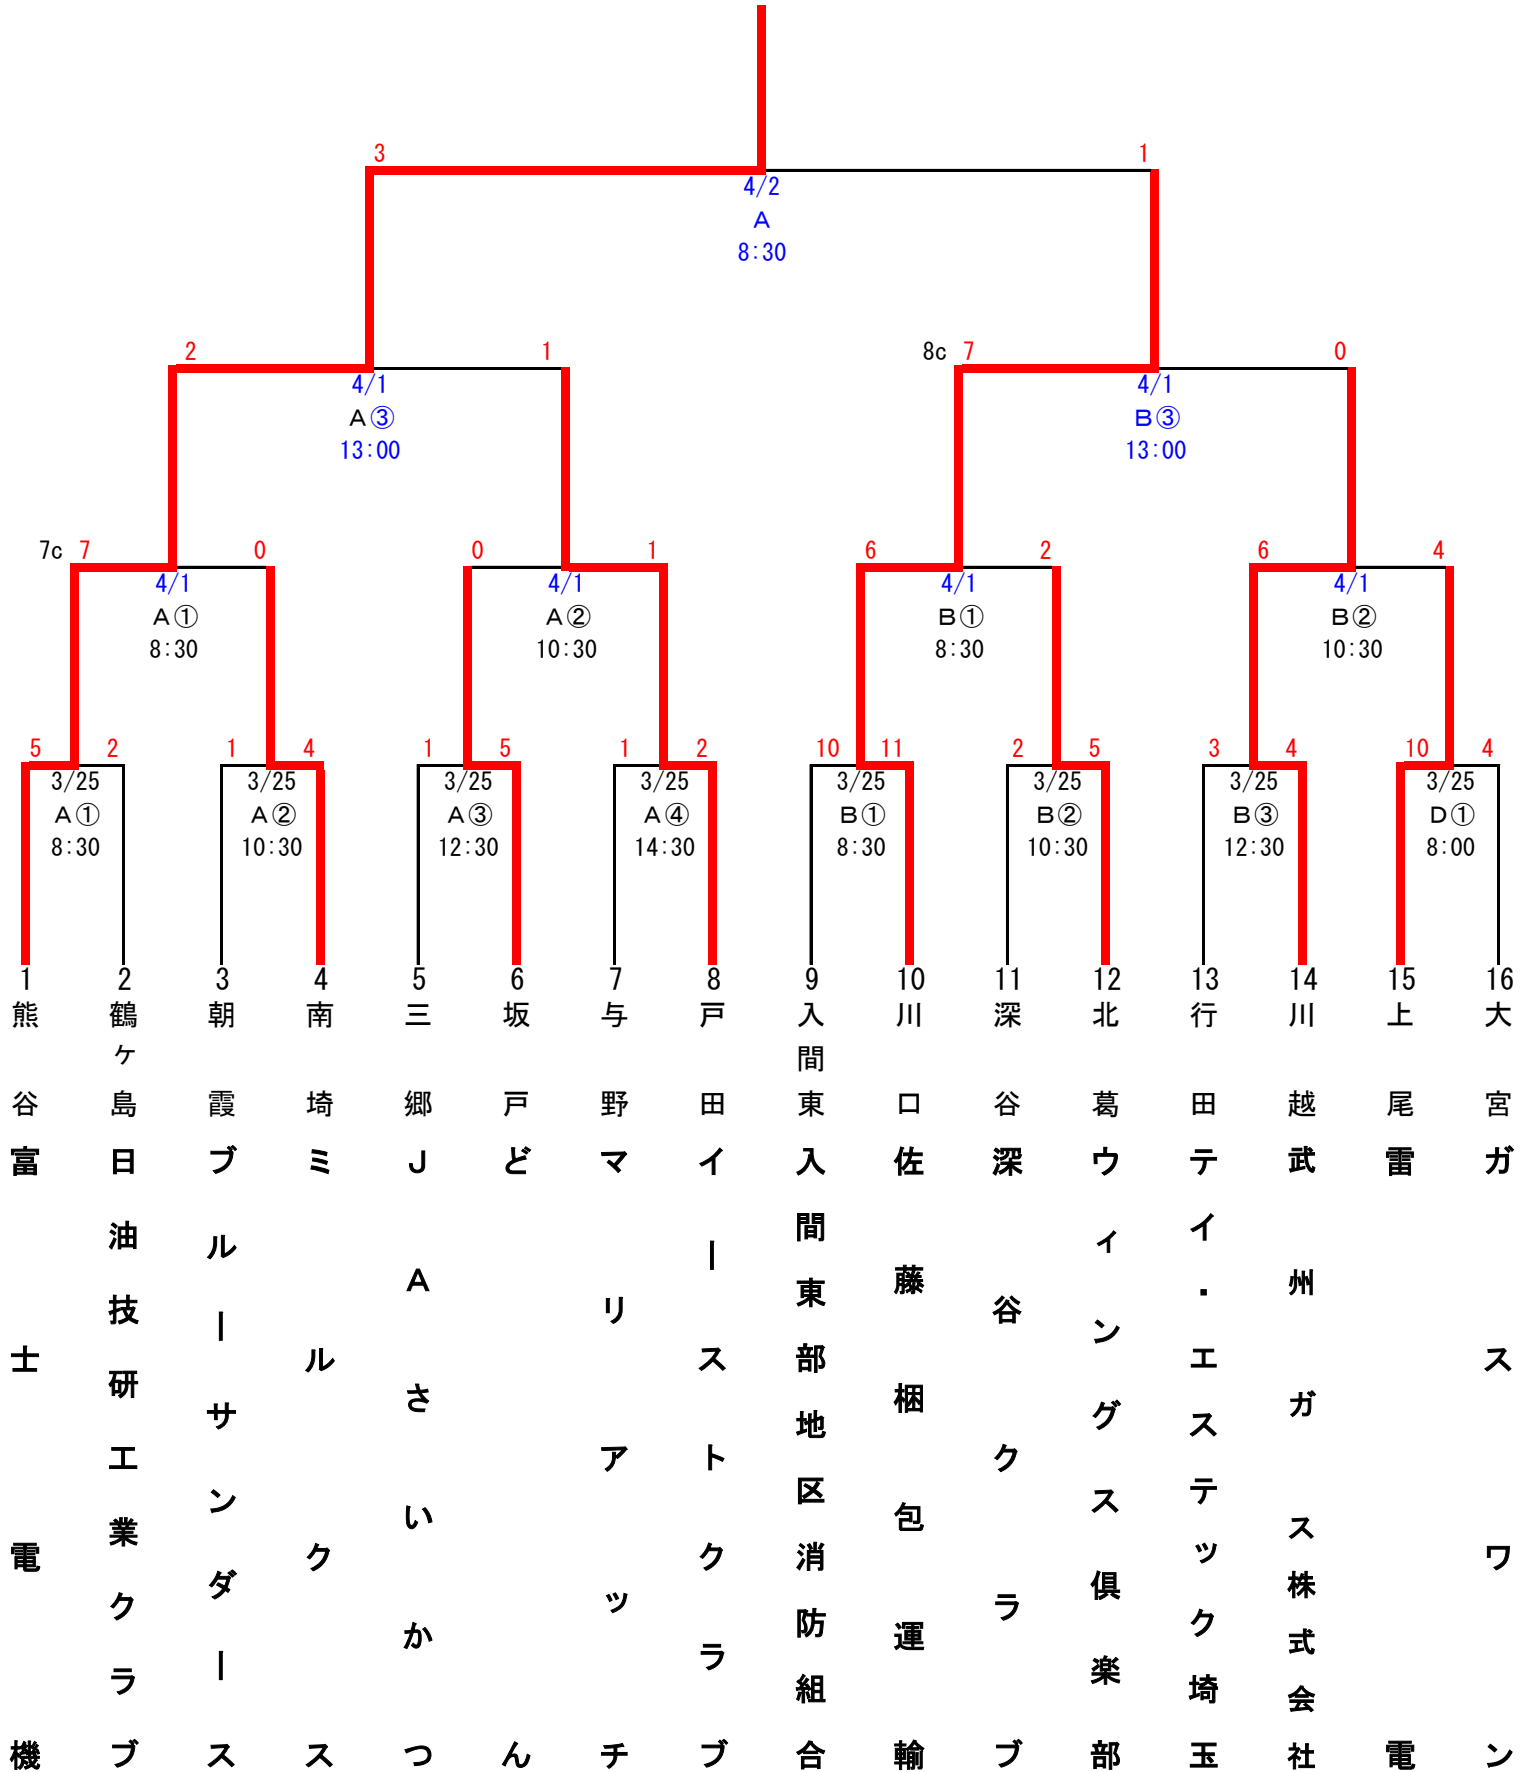 3 1
4/2
A
8:30
2 1 8c 7 0
4/1 4/1
A③ B③
13:00 13:00
7c 7 0 0 1 6 2 6 4
4/1 4/1 4/1 4/1
A① A② B① B②
8:30 10:30 8:30 10:30
5 2 1 4 1 5 1 2 10 11 2 5 3 4 10 4
3/25 3/25 3/25 3/25 3/25 3/25 3/25 3/25
A① A② A③ A④ B① B② B③ D①
8:30 10:30 12:30 14:30 8:30 10:30 12:30 8:00
1 2 3 4 5 6 7 8 9 10 11 12 13 14 15 16
熊谷
富士電機
鶴ヶ島
日油技研工業クラブ
朝霞
ブルーサンダース
南埼
ミルクス
三郷
JAさいかつ
坂戸
どん
与野
マリアッチ
戸田
イーストクラブ
入間東
入間東部地区消防組合
川口
佐藤梱包運輸
深谷
深谷クラブ
北葛
ウィングス倶楽部
行田
テイ・エステック埼玉
川越
武州ガス株式会社
上尾
雷電
大宮
ガスワン